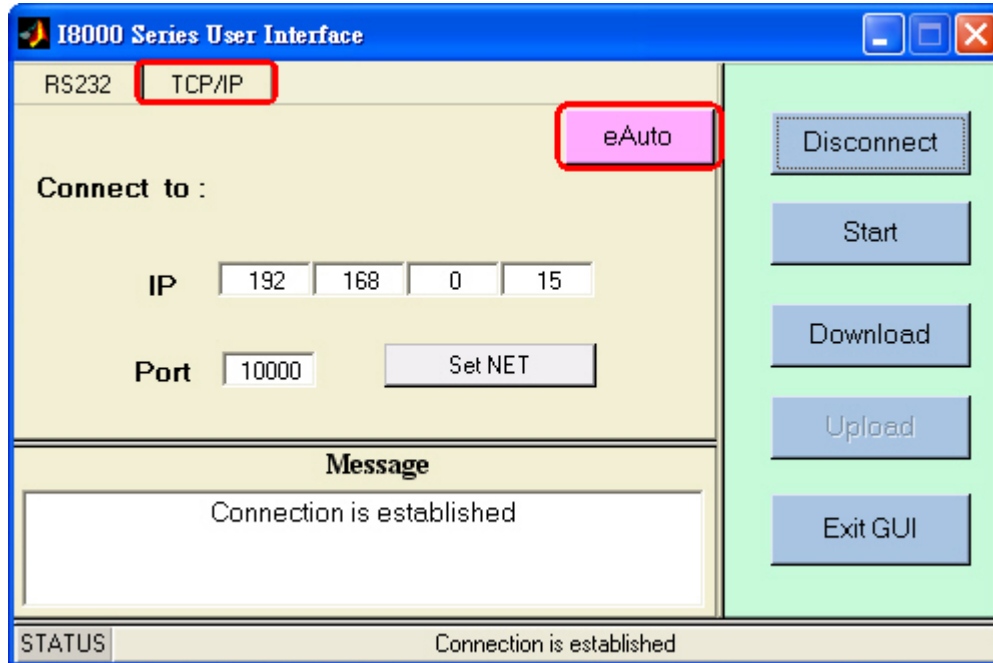 I8000 Series User Interface
RS232
TCP/IP
eAuto
Connect to :
IP 192 168 0 15
Port 10000
Set NET
Message
Connection is established
Disconnect
Start
Download
Upload
Exit GUI
STATUS
Connection is established